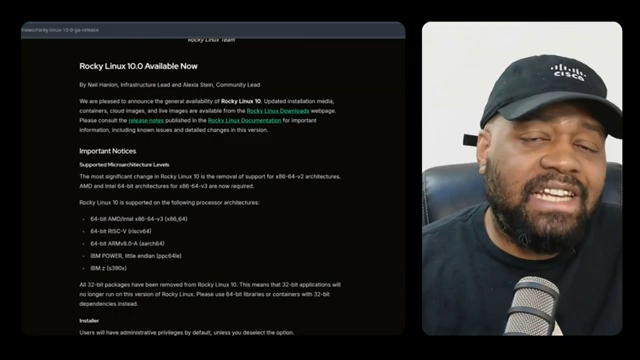 news/rocky-linux-10-0-ga-release
Rocky Linux Team
Rocky Linux 10.0 Available Now
By Neil Hanlon, Infrastructure Lead and Alexia Stein, Community Lead
We are pleased to announce the general availability of Rocky Linux 10. Updated installation media,
containers, cloud images, and live images are available from the Rocky Linux Downloads webpage.
Please consult the release notes published in the Rocky Linux Documentation for important
information, including known issues and detailed changes in this version.
Important Notices
Supported Microarchitecture Levels
The most significant change in Rocky Linux 10 is the removal of support for x86-64-v2 architectures.
AMD and Intel 64-bit architectures for x86-64-v3 are now required.
Rocky Linux 10 is supported on the following processor architectures:
- 64-bit AMD/Intel x86-64-v3 (x86_64)
- 64-bit RISC-V (riscv64)
- 64-bit ARMv8.0-A (aarch64)
- IBM POWER, little endian (ppc64le)
- IBM z (s390x)
All 32-bit packages have been removed from Rocky Linux 10. This means that 32-bit applications will
no longer run on this version of Rocky Linux. Please use 64-bit libraries or containers with 32-bit
dependencies instead.
Installer
Users will have administrative privileges by default, unless you deselect the option.
CISCO